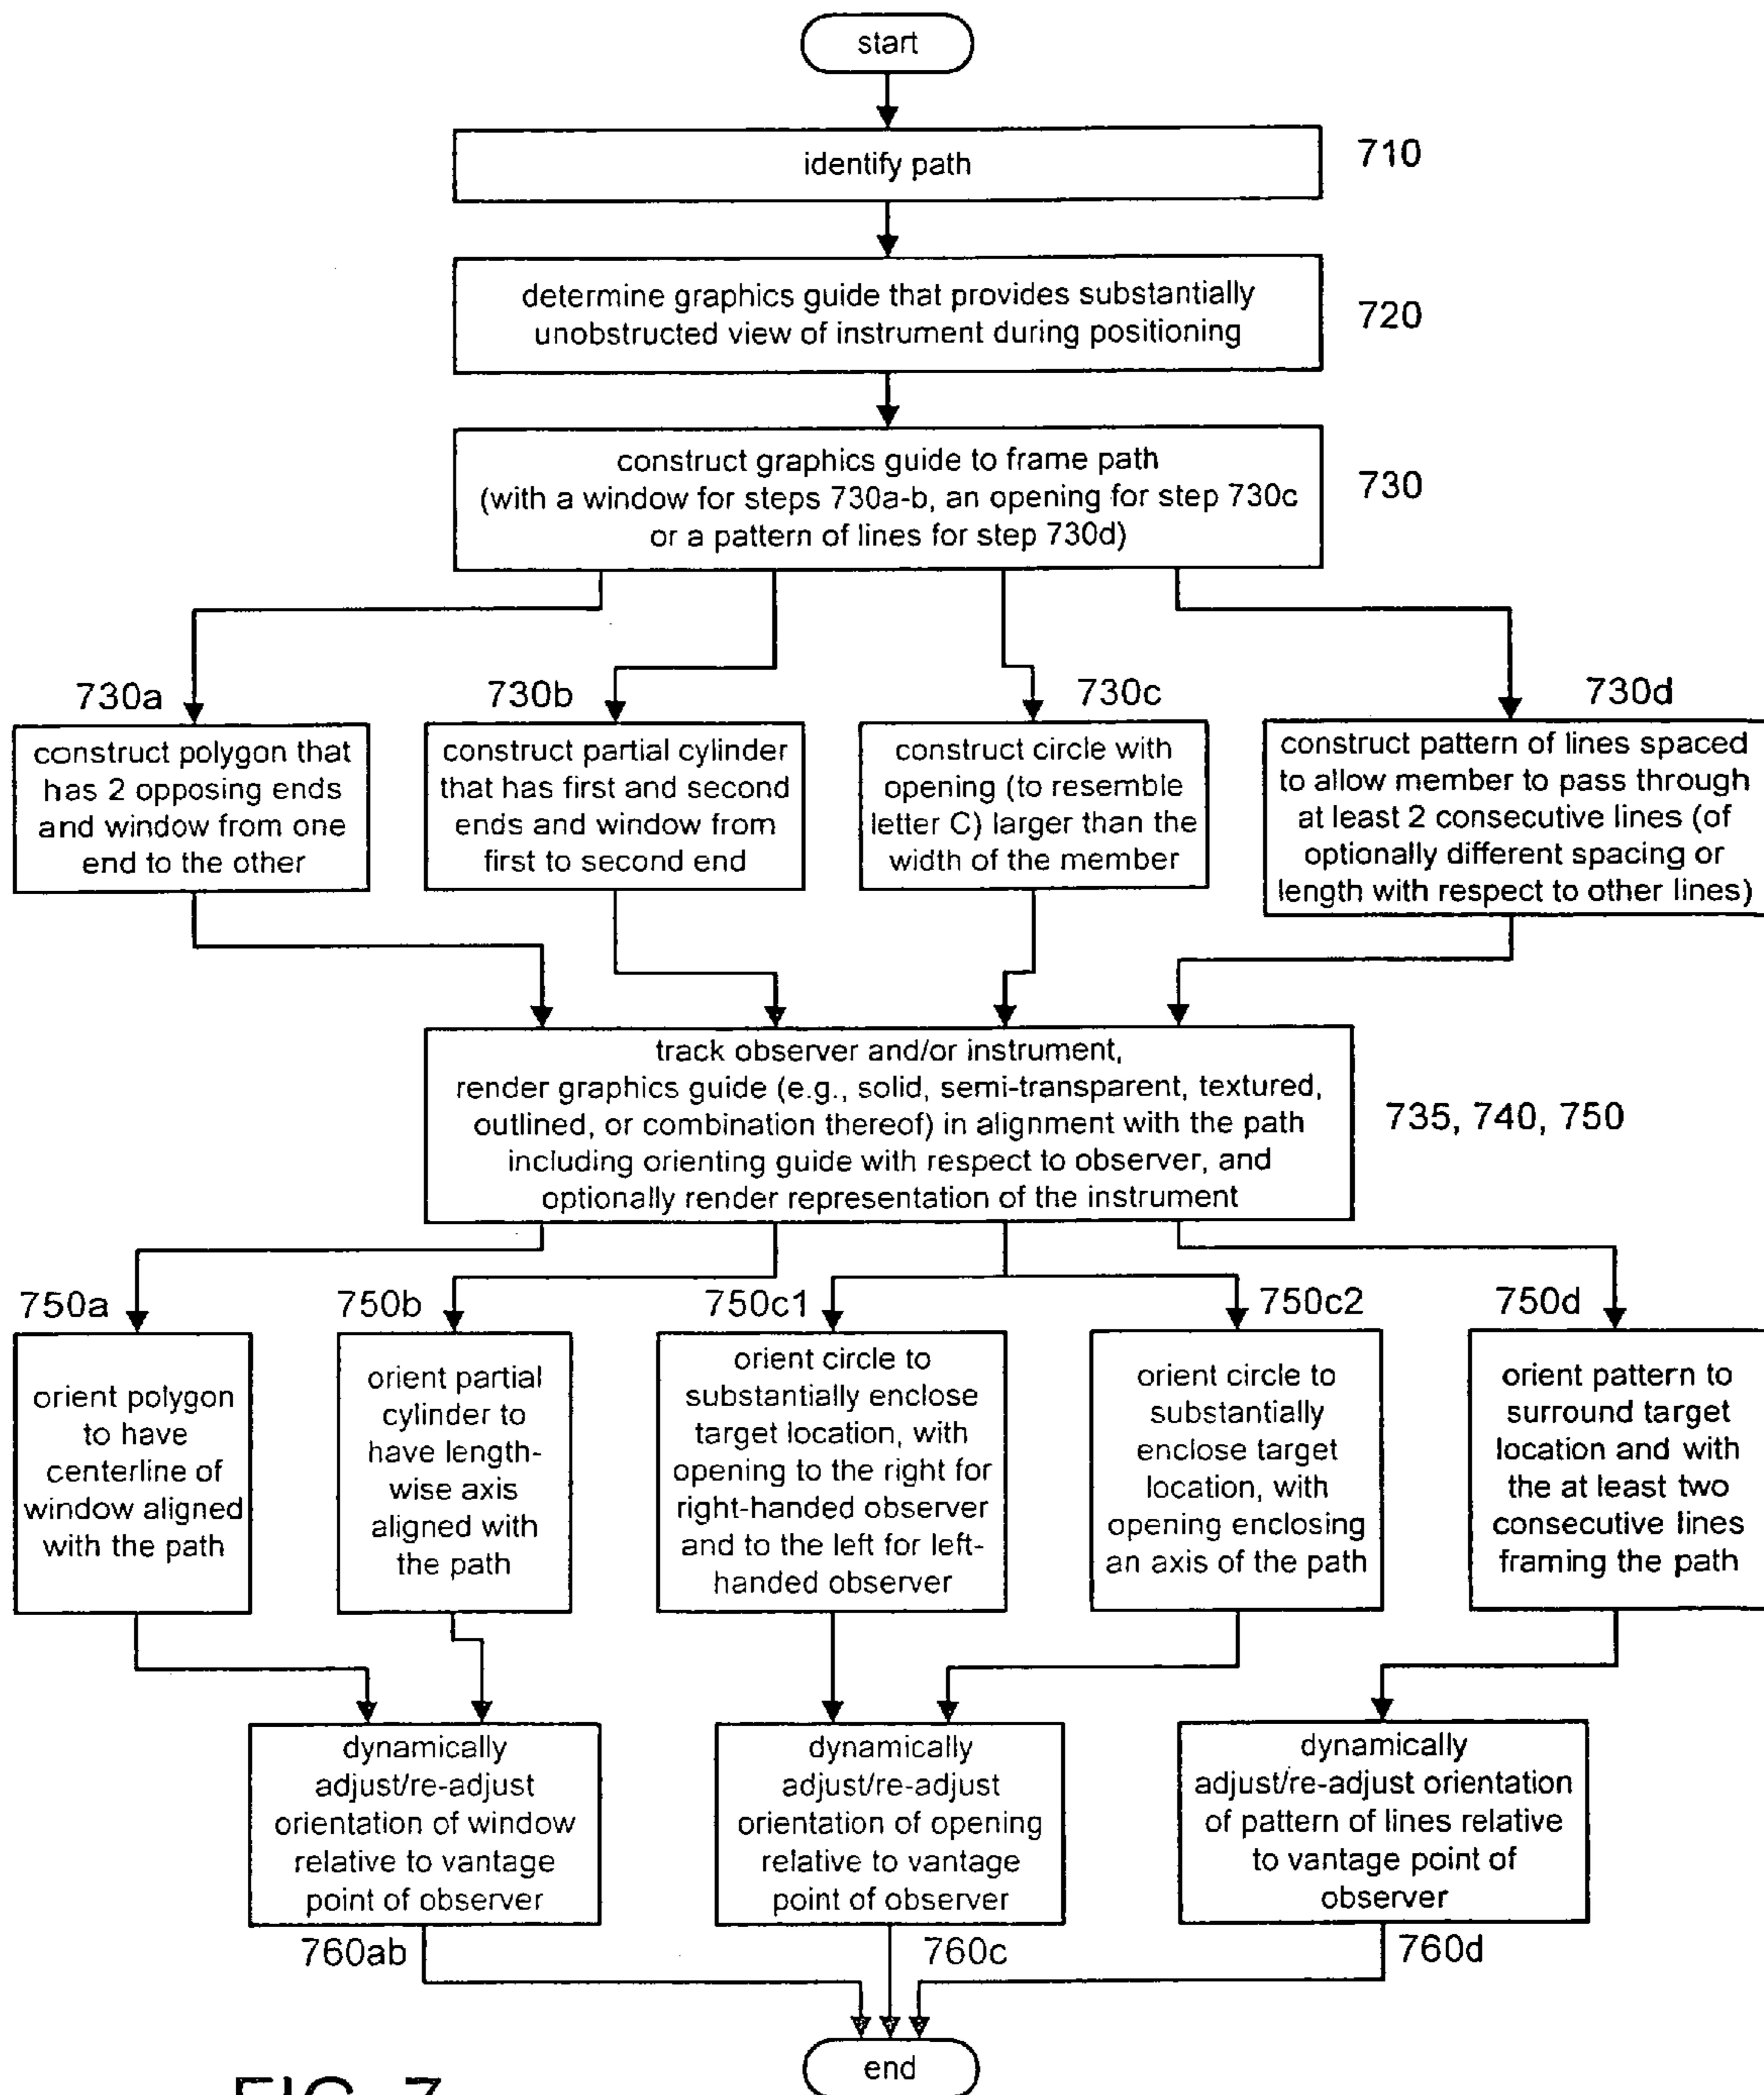 start
identify path
710
determine graphics guide that provides substantially
unobstructed view of instrument during positioning
720
construct graphics guide to frame path
(with a window for steps 730a-b, an opening for step 730c
or a pattern of lines for step 730d)
730
730a
construct polygon that
has 2 opposing ends
and window from one
end to the other
730b
construct partial cylinder
that has first and second
ends and window from
first to second end
730c
construct circle with
opening (to resemble
letter C) larger than the
width of the member
730d
construct pattern of lines spaced
to allow member to pass through
at least 2 consecutive lines (of
optionally different spacing or
length with respect to other lines)
track observer and/or instrument,
render graphics guide (e.g., solid, semi-transparent, textured,
outlined, or combination thereof) in alignment with the path
including orienting guide with respect to observer, and
optionally render representation of the instrument
735, 740, 750
750a
orient polygon
to have
centerline of
window aligned
with the path
750b
orient partial
cylinder to
have length-
wise axis
aligned with
the path
750c1
orient circle to
substantially enclose
target location, with
opening to the right for
right-handed observer
and to the left for left-
handed observer
750c2
orient circle to
substantially
enclose target
location, with
opening enclosing
an axis of the path
750d
orient pattern to
surround target
location and with
the at least two
consecutive lines
framing the path
dynamically
adjust/re-adjust
orientation of window
relative to vantage
point of observer
760ab
dynamically
adjust/re-adjust
orientation of opening
relative to vantage
point of observer
760c
dynamically
adjust/re-adjust orientation
of pattern of lines relative
to vantage point of
observer
760d
end
FIG. 7